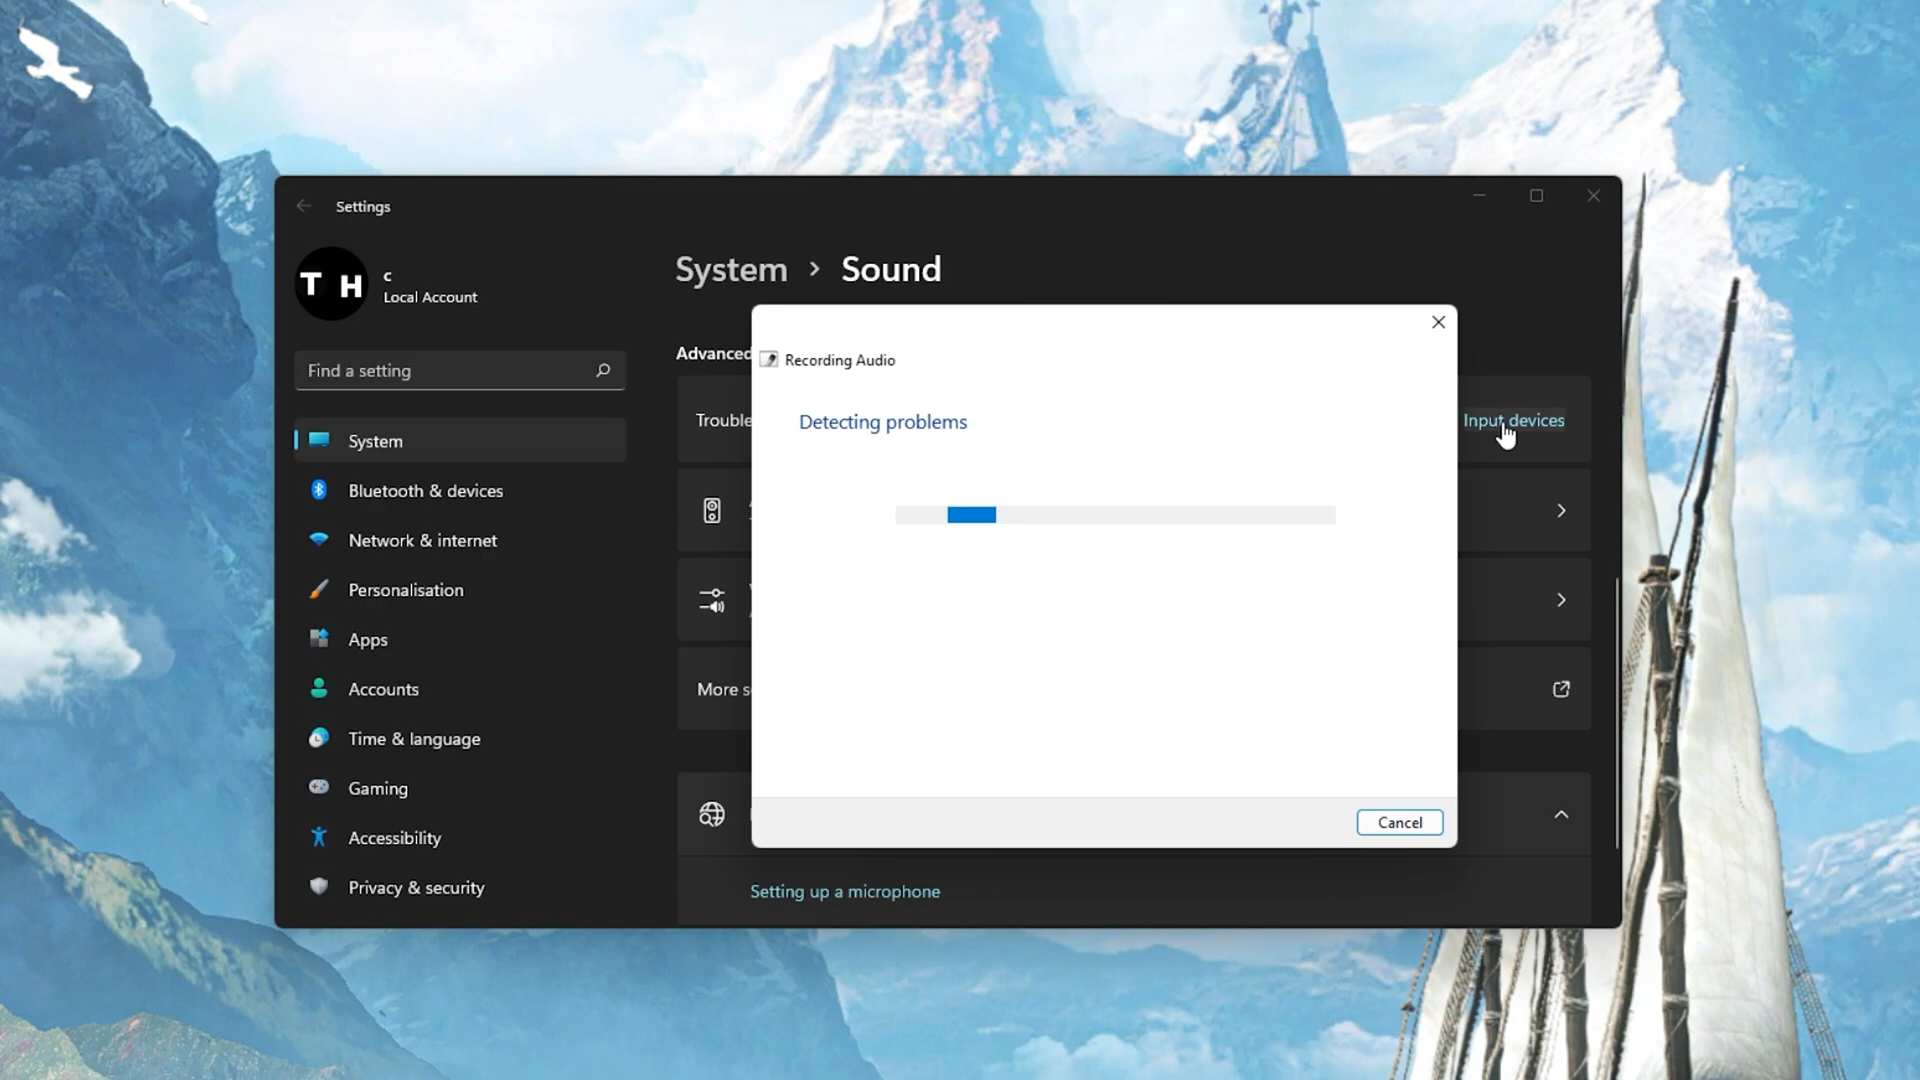 Settings
T H
c
Local Account
Find a setting
System
Bluetooth & devices
Network & internet
Personalisation
Apps
Accounts
Time & language
Gaming
Accessibility
Privacy & security
System > Sound
Advanced
Trouble
Input devices
More s
Setting up a microphone
Recording Audio
Detecting problems
Cancel